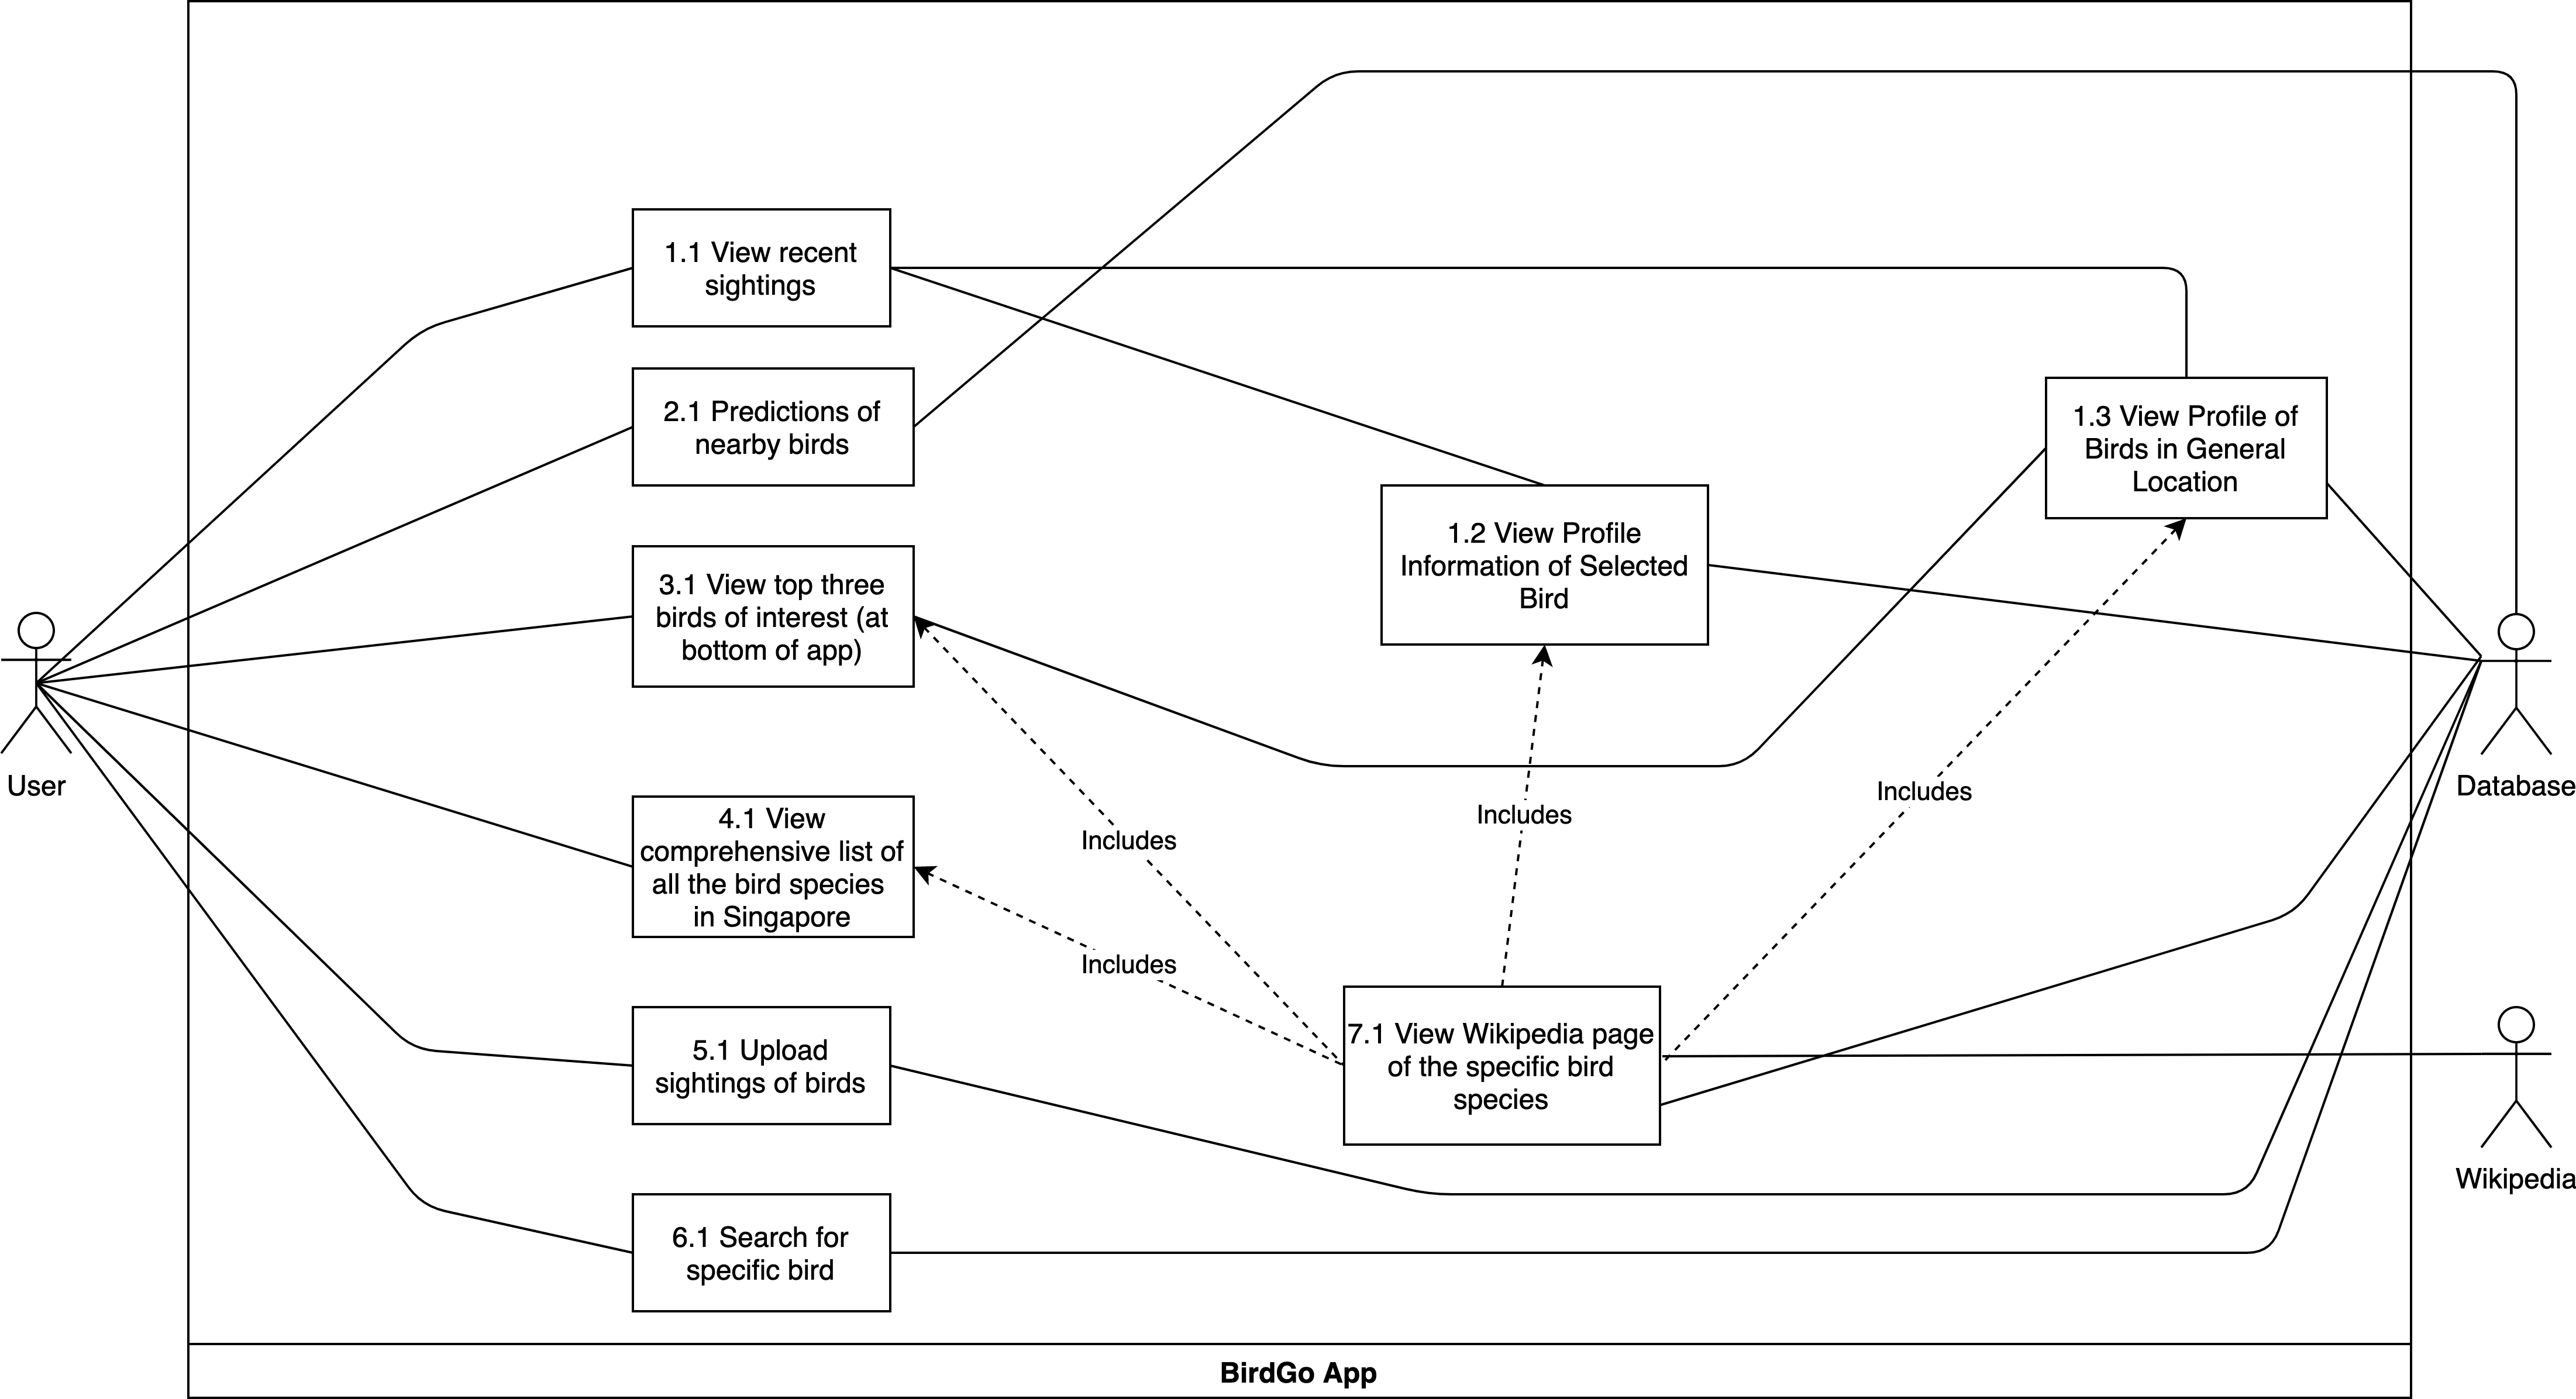 1.1 View recent
sightings
2.1 Predictions of
nearby birds
1.3 View Profile of
Birds in General
Location
1.2 View Profile
Information of Selected
Bird
3.1 View top three
birds of interest (at
bottom of app)
User
Database
Includes
Includes
Includes
4.1 View
comprehensive list of
all the bird species
in Singapore
Includes
5.1 Upload
sightings of birds
7.1 View Wikipedia page
of the specific bird
species
Wikipedia
6.1 Search for
specific bird
BirdGo App